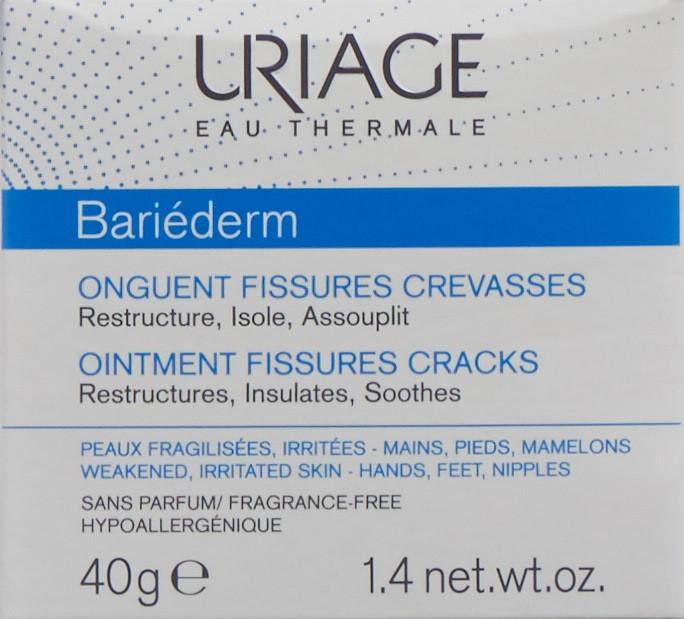 URIAGE
EAU THERMALE
Bariéderm
ONGUENT FISSURES CREVASSES
Restructure, Isole, Assouplit
OINTMENT FISSURES CRACKS
Restructures, Insulates, Soothes
PEAUX FRAGILISÉES, IRRITÉES - MAINS, PIEDS, MAMELONS
WEAKENED, IRRITATED SKIN - HANDS, FEET, NIPPLES
SANS PARFUM/ FRAGRANCE-FREE
HYPOALLERGÉNIQUE
40g ℮ 1.4 net.wt.oz.